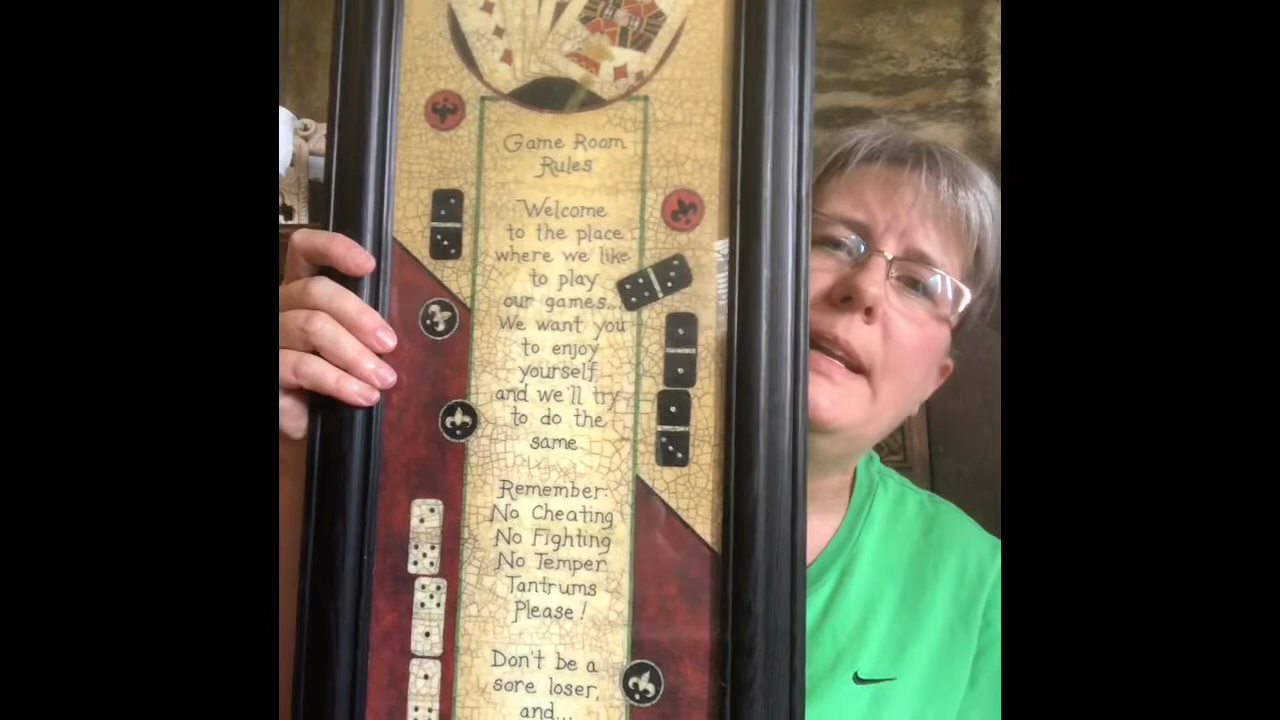 Game Room
Rules
Welcome
to the place
where we like
to play
our games...
We want you
to enjoy
yourself
and we'll try
to do the
same.
Remember:
No Cheating
No Fighting
No Temper
Tantrums
Please!
Don't be a
sore loser,
and...